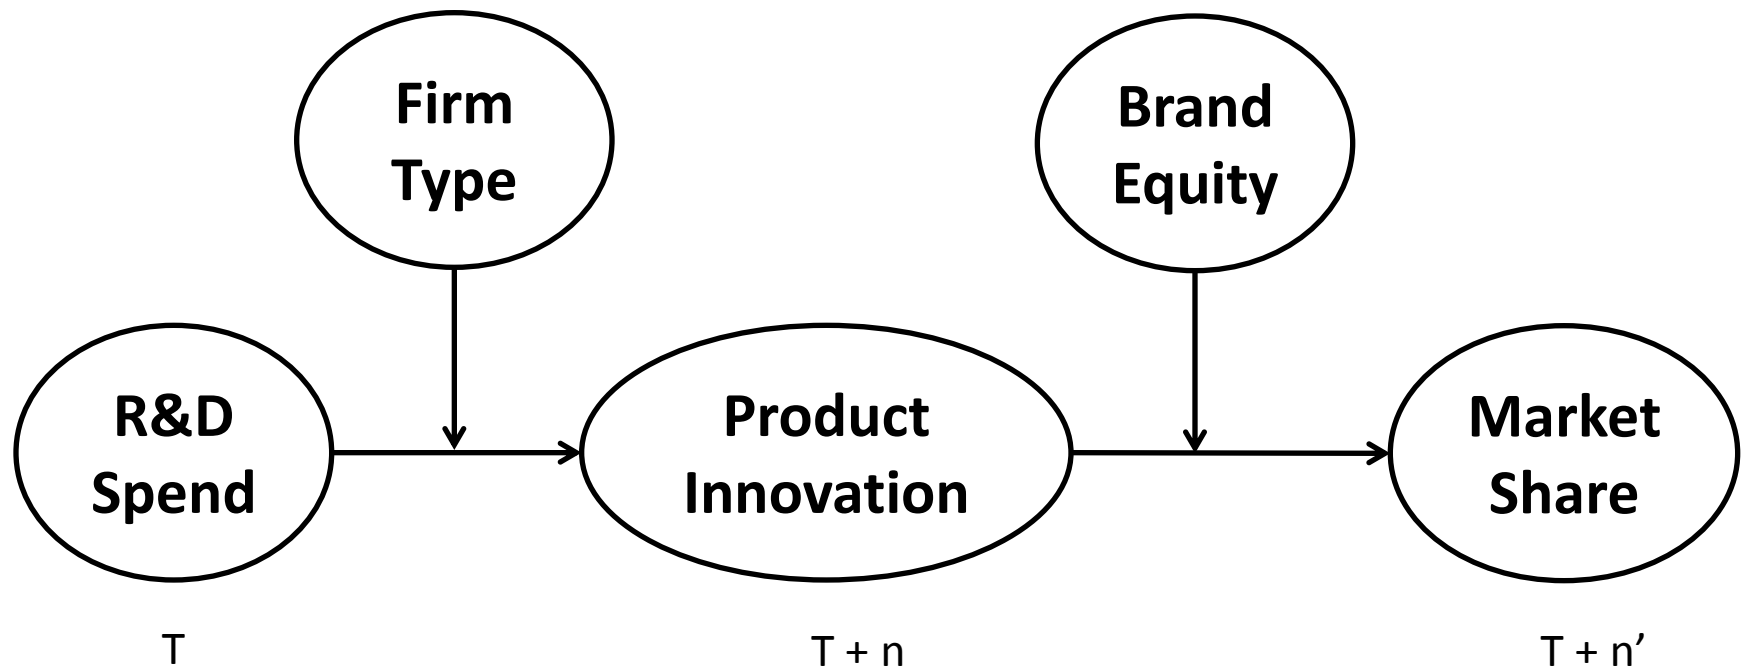 Firm
Type
Brand
Equity
R&D
Spend
Product
Innovation
Market
Share
T
T + n
T + n’